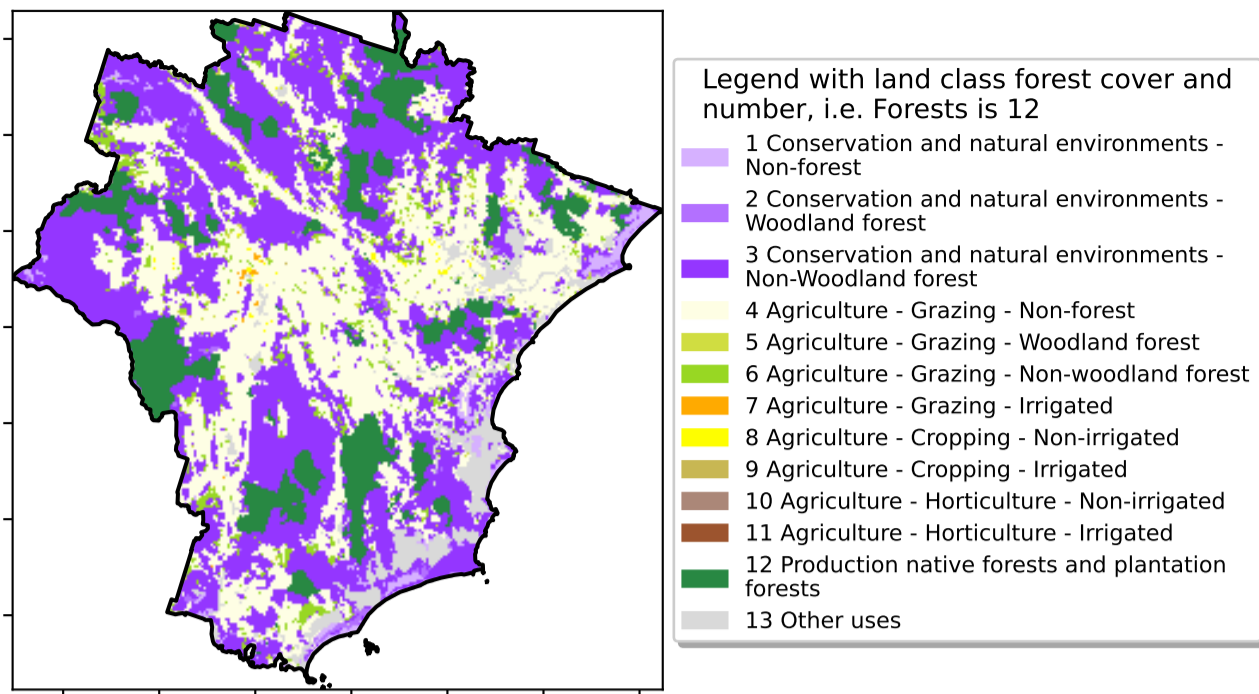 Legend with land class forest cover and
number, i.e. Forests is 12
1 Conservation and natural environments -
Non-forest
2 Conservation and natural environments -
Woodland forest
3 Conservation and natural environments -
Non-Woodland forest
4 Agriculture - Grazing - Non-forest
5 Agriculture - Grazing - Woodland forest
6 Agriculture - Grazing - Non-woodland forest
7 Agriculture - Grazing - Irrigated
8 Agriculture - Cropping - Non-irrigated
9 Agriculture - Cropping - Irrigated
10 Agriculture - Horticulture - Non-irrigated
11 Agriculture - Horticulture - Irrigated
12 Production native forests and plantation
forests
13 Other uses